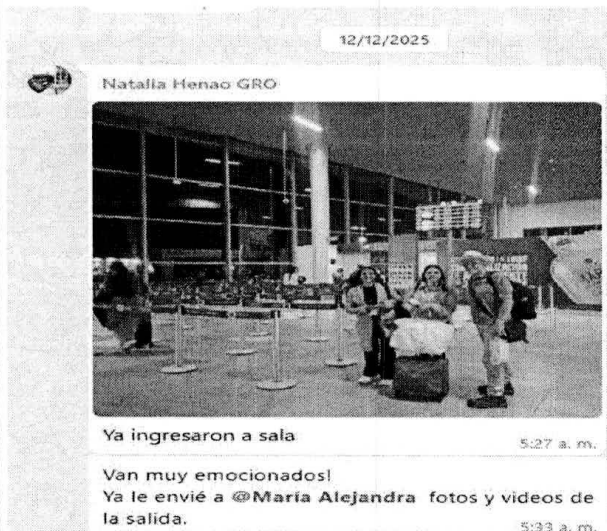 12/12/2025
Natalia Henao GRO
Ya ingresaron a sala
5:27 a. m.
Van muy emocionados!
Ya le envié a @María Alejandra fotos y videos de
la salida.
5:33 a. m.